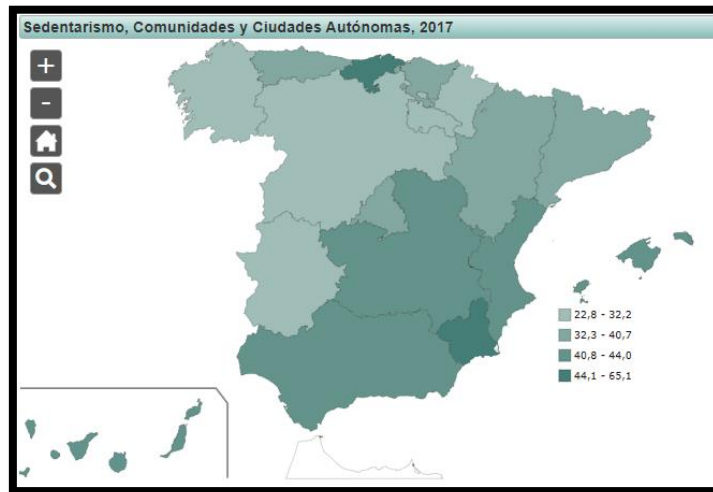 Sedentarismo, Comunidades y Ciudades Autónomas, 2017
+
-
22,8 - 32,2
32,3 - 40,7
40,8 - 44,0
44,1 - 65,1